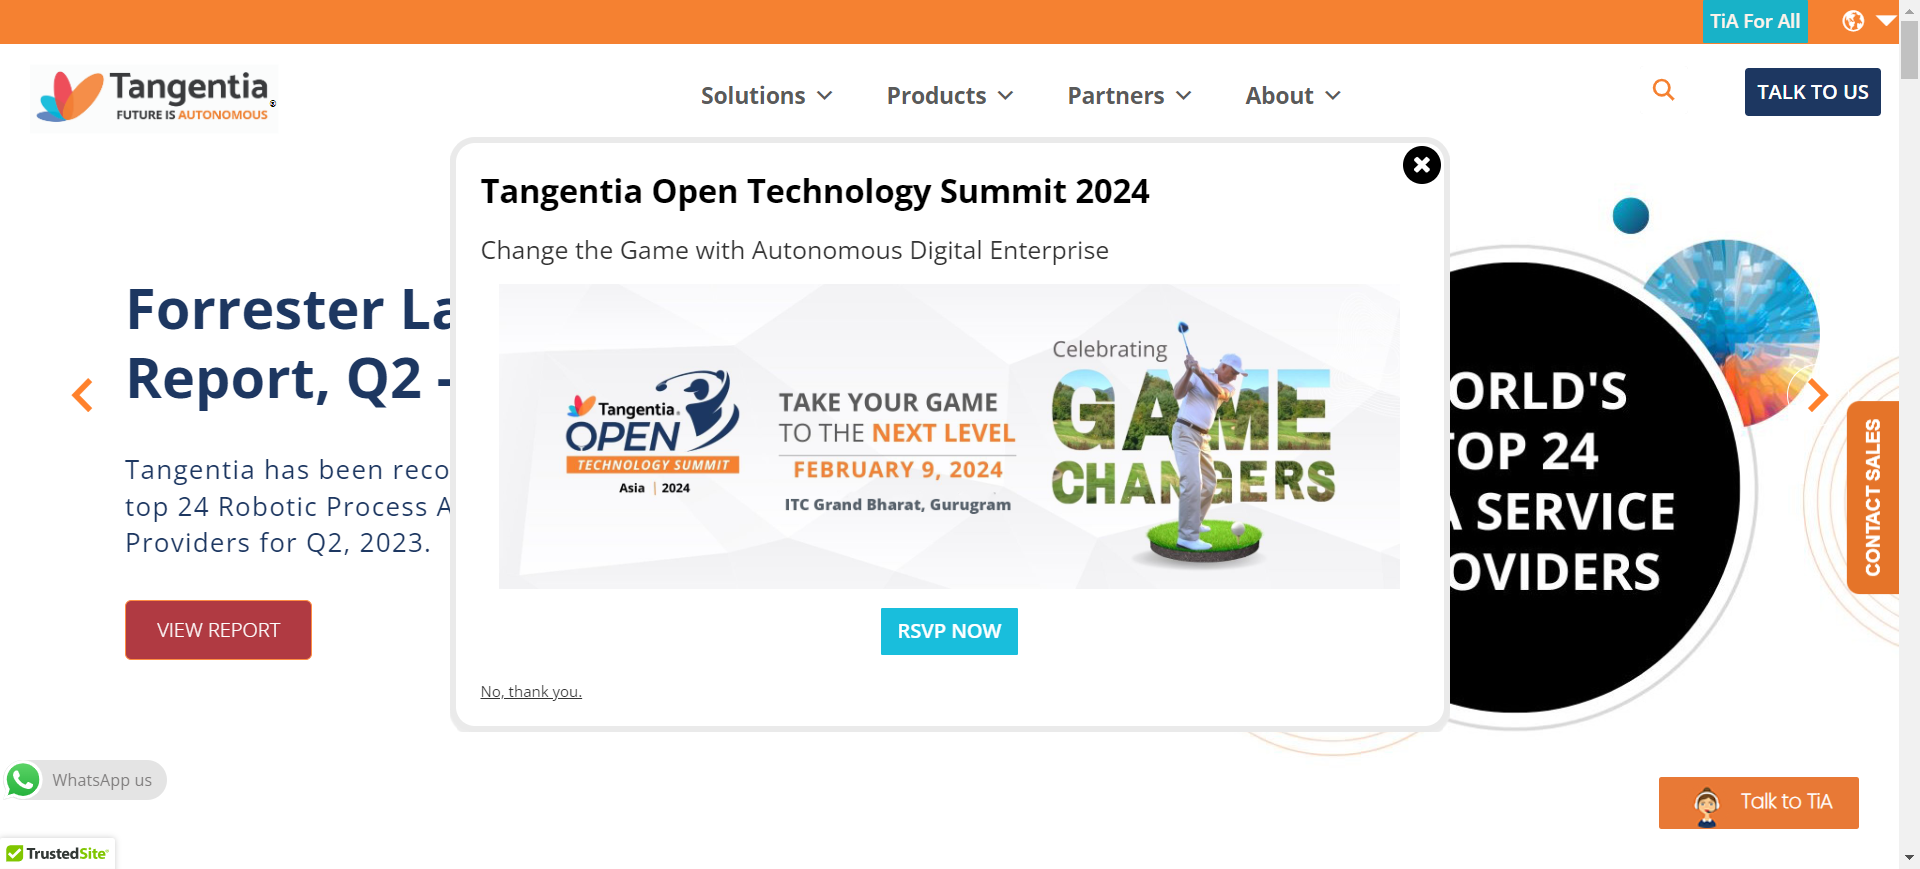 TiA For All
Tangentia
FUTURE IS AUTONOMOUS
Solutions
Products
Partners
About
TALK TO US
Tangentia Open Technology Summit 2024
Change the Game with Autonomous Digital Enterprise
Tangentia
OPEN
TECHNOLOGY SUMMIT
Asia | 2024
TAKE YOUR GAME
TO THE NEXT LEVEL
FEBRUARY 9, 2024
ITC Grand Bharat, Gurugram
Celebrating
GAME
CHANGERS
RSVP NOW
No, thank you.
Forrester La
Report, Q2 -
Tangentia has been reco
top 24 Robotic Process A
Providers for Q2, 2023.
VIEW REPORT
ORLD'S
OP 24
A SERVICE
OVIDERS
CONTACT SALES
WhatsApp us
Talk to TiA
TrustedSite